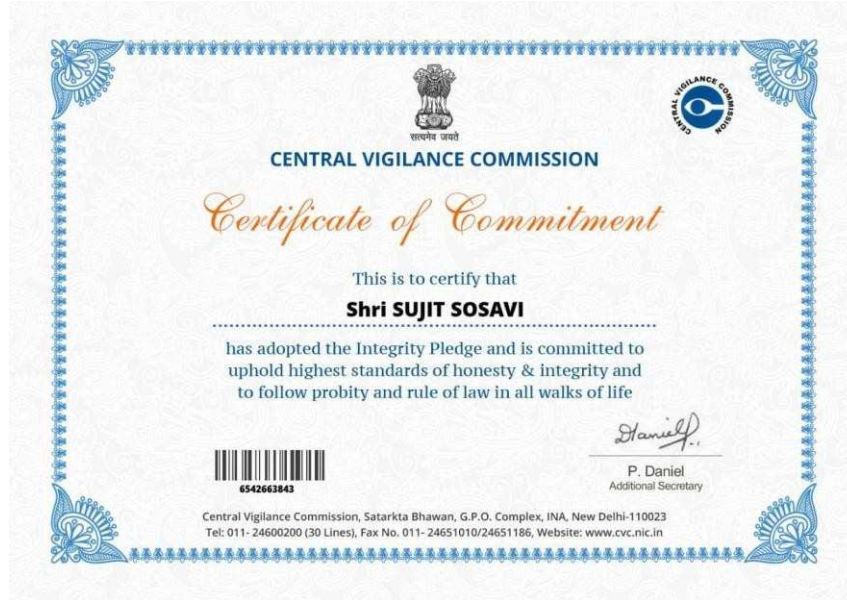 सत्यमेव जयते
CENTRAL VIGILANCE COMMISSION
CENTRAL VIGILANCE COMMISSION
Certificate of Commitment
This is to certify that
Shri SUJIT SOSAVI
has adopted the Integrity Pledge and is committed to
uphold highest standards of honesty & integrity and
to follow probity and rule of law in all walks of life
DanielP.
P. Daniel
Additional Secretary
6542663843
Central Vigilance Commission, Satarkta Bhawan, G.P.O. Complex, INA, New Delhi-110023
Tel: 011- 24600200 (30 Lines), Fax No. 011- 24651010/24651186, Website: www.cvc.nic.in